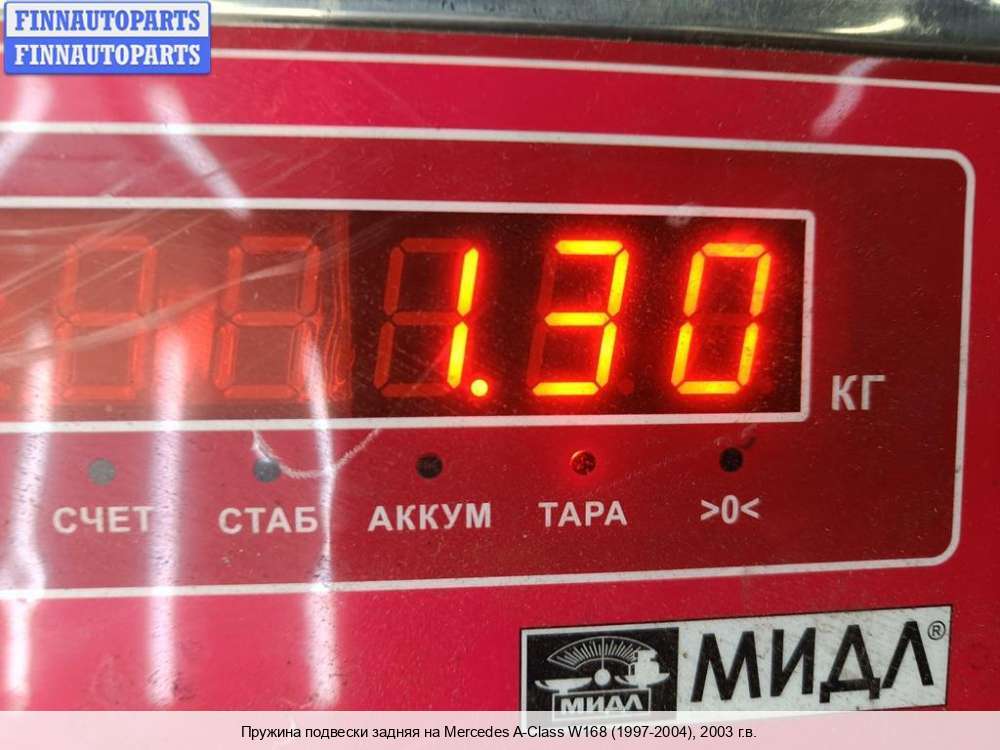 FINNAUTOPARTS
FINNAUTOPARTS
1.30
КГ
СЧЕТ СТАБ АККУМ ТАРА >0<
МИДЛ®
МИДЛ
Пружина подвески задняя на Mercedes A-Class W168 (1997-2004), 2003 г.в.